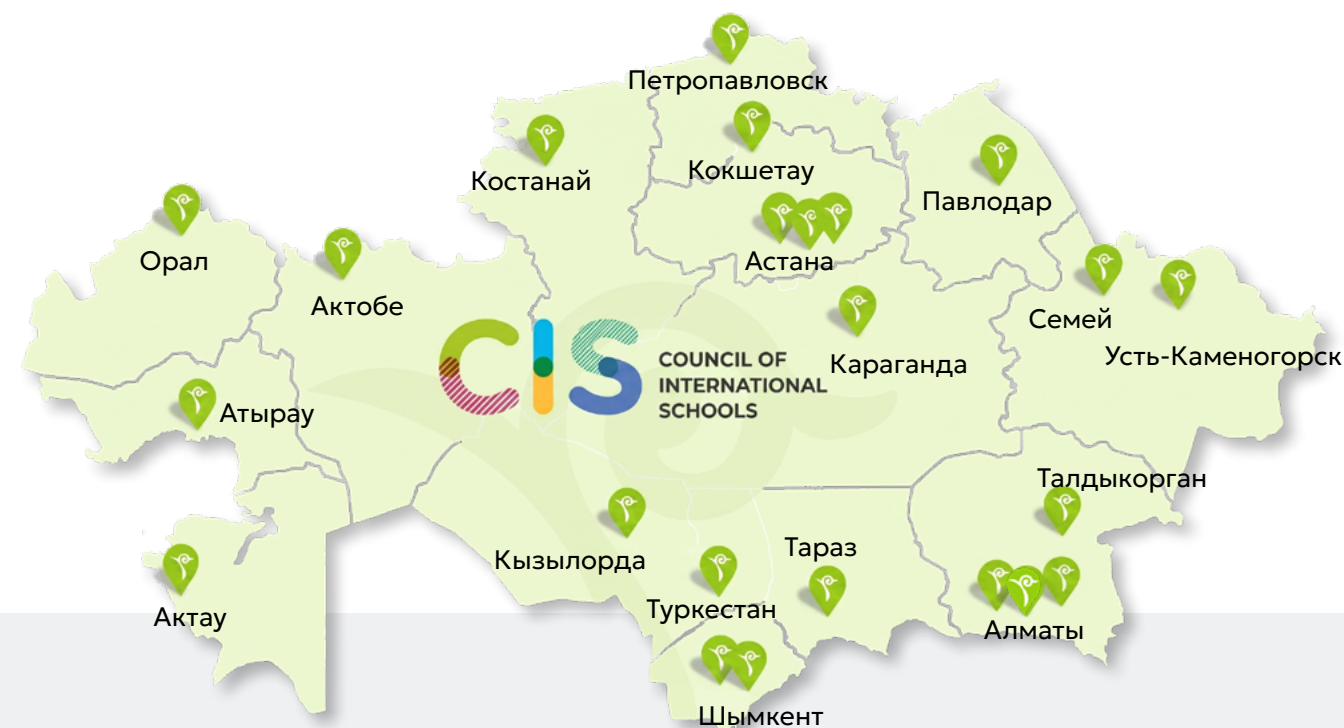 Петропавловск
Кокшетау
Костанай
Павлодар
Орал
Астана
Актобе
Семей
Усть-Каменогорск
Караганда
CIS
COUNCIL OF
INTERNATIONAL
SCHOOLS
Атырау
Талдыкорган
Кызылорда
Тараз
Туркестан
Актау
Алматы
Шымкент